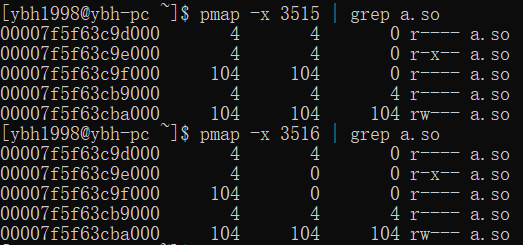 [ybh1998@ybh-pc ~]$ pmap -x 3515 | grep a.so
00007f5f63c9d000       4       4       0 r---- a.so
00007f5f63c9e000       4       4       0 r-x-- a.so
00007f5f63c9f000     104     104       0 r---- a.so
00007f5f63cb9000       4       4       4 r---- a.so
00007f5f63cba000     104     104     104 rw--- a.so
[ybh1998@ybh-pc ~]$ pmap -x 3516 | grep a.so
00007f5f63c9d000       4       4       0 r---- a.so
00007f5f63c9e000       4       0       0 r-x-- a.so
00007f5f63c9f000     104       0       0 r---- a.so
00007f5f63cb9000       4       4       4 r---- a.so
00007f5f63cba000     104     104     104 rw--- a.so